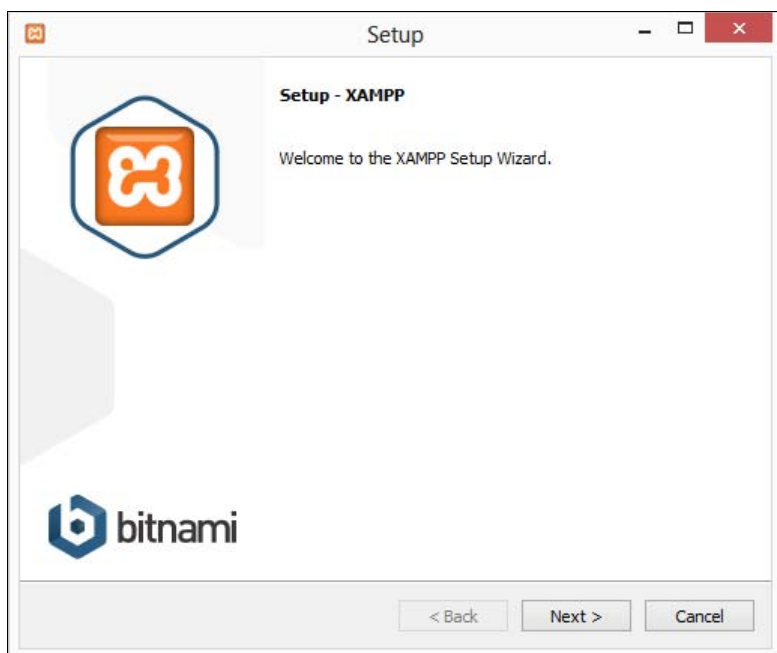 Setup
Setup - XAMPP
Welcome to the XAMPP Setup Wizard.
bitnami
< Back
Next >
Cancel